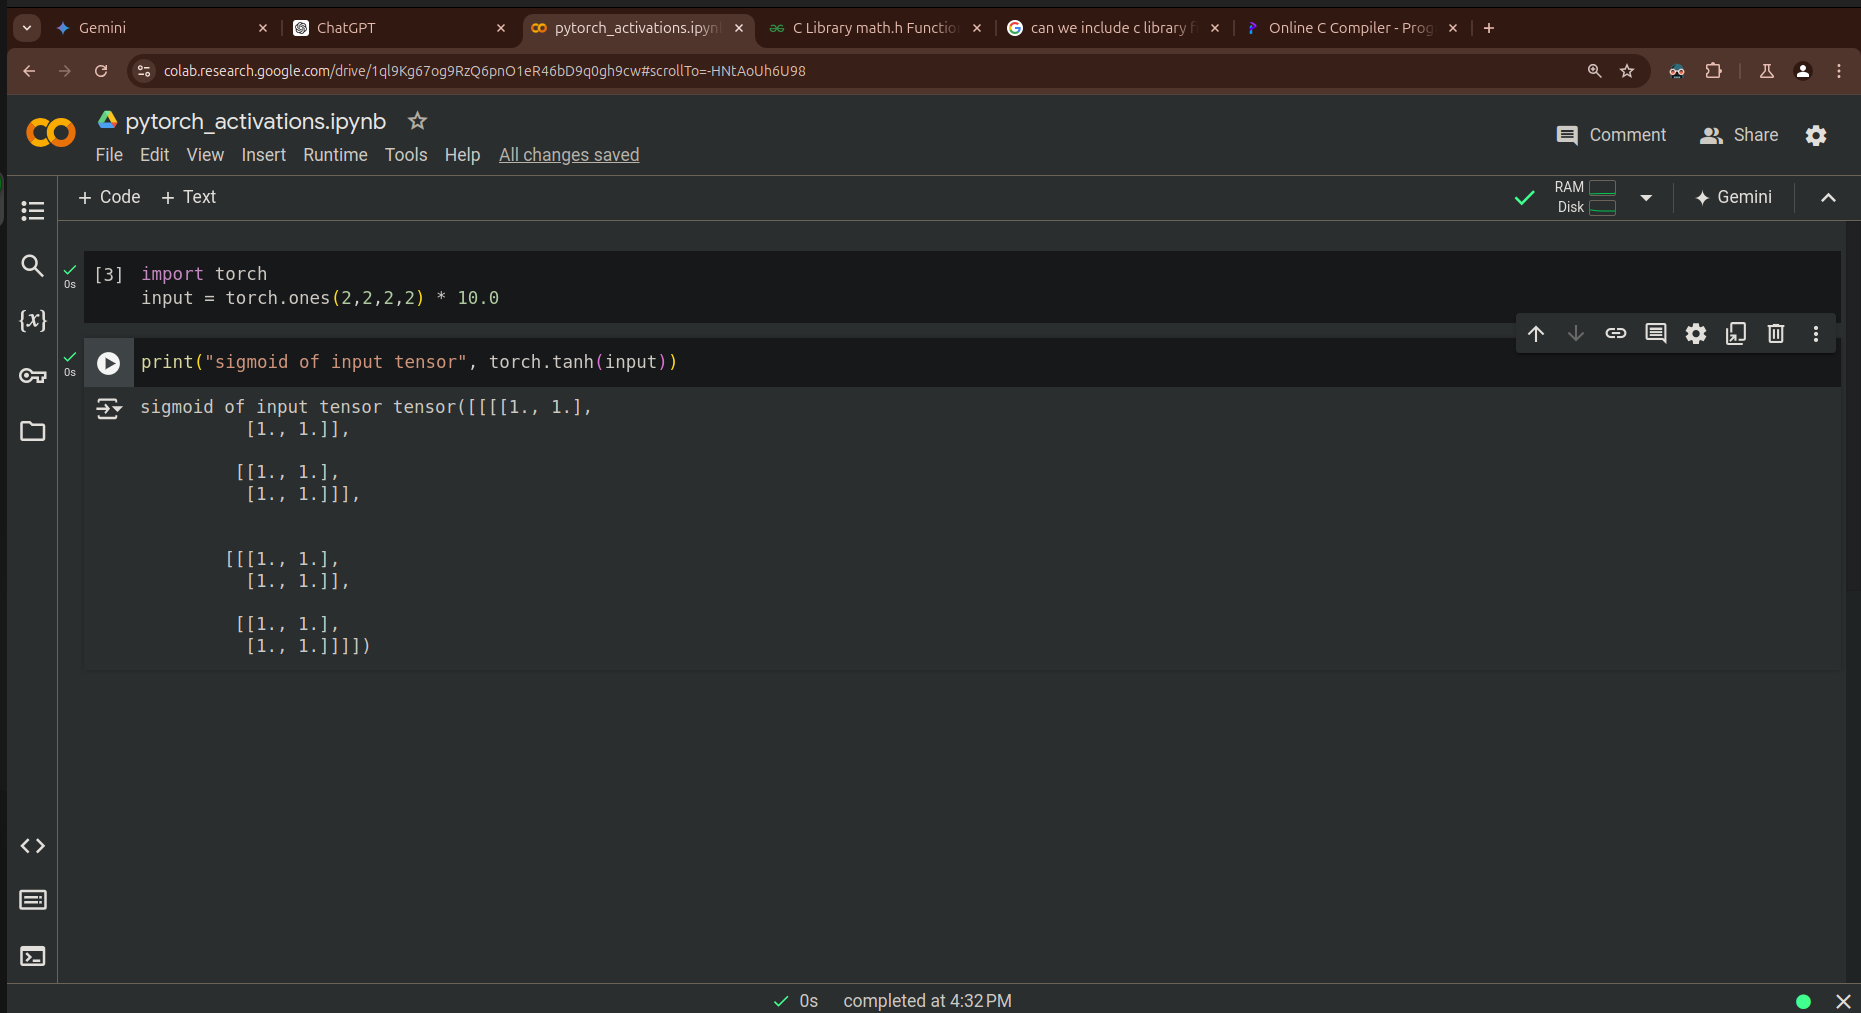 Gemini
ChatGPT
pytorch_activations.ipyn
C Library math.h Functio
can we include c library f
Online C Compiler - Prog
colab.research.google.com/drive/1ql9Kg67og9RzQ6pnO1eR46bD9q0gh9cw#scrollTo=-HNtAoUh6U98
pytorch_activations.ipynb
Comment
Share
File Edit View Insert Runtime Tools Help All changes saved
+ Code + Text
RAM
Disk
Gemini
[3] import torch
0s
input = torch.ones(2,2,2,2) * 10.0
{x}
print("sigmoid of input tensor", torch.tanh(input))
0s
sigmoid of input tensor tensor([[[[1., 1.],
[1., 1.]],
[[1., 1.],
[1., 1.]]],
[[[1., 1.],
[1., 1.]],
[[1., 1.],
[1., 1.]]]])
0s completed at 4:32 PM